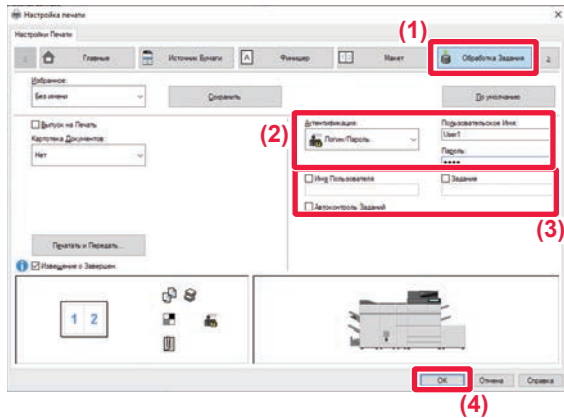 Настройка печати
Настройки Печати
(1)
Главные
Источник Бумаги
Финишер
Макет
Обработка Задания
Избранное:
Без имени
Сохранить
По умолчанию
Выпуск на Печать
Картотека Документов:
Нет
(2)
Аутентификация:
Логин/Пароль
Пользовательское Имя:
User1
Пароль:
••••
Имя Пользователя
Задание
Автоконтроль Заданий
(3)
Печатать и Передать...
Извещение о Завершен
1 2
OK
Отмена
Справка
(4)